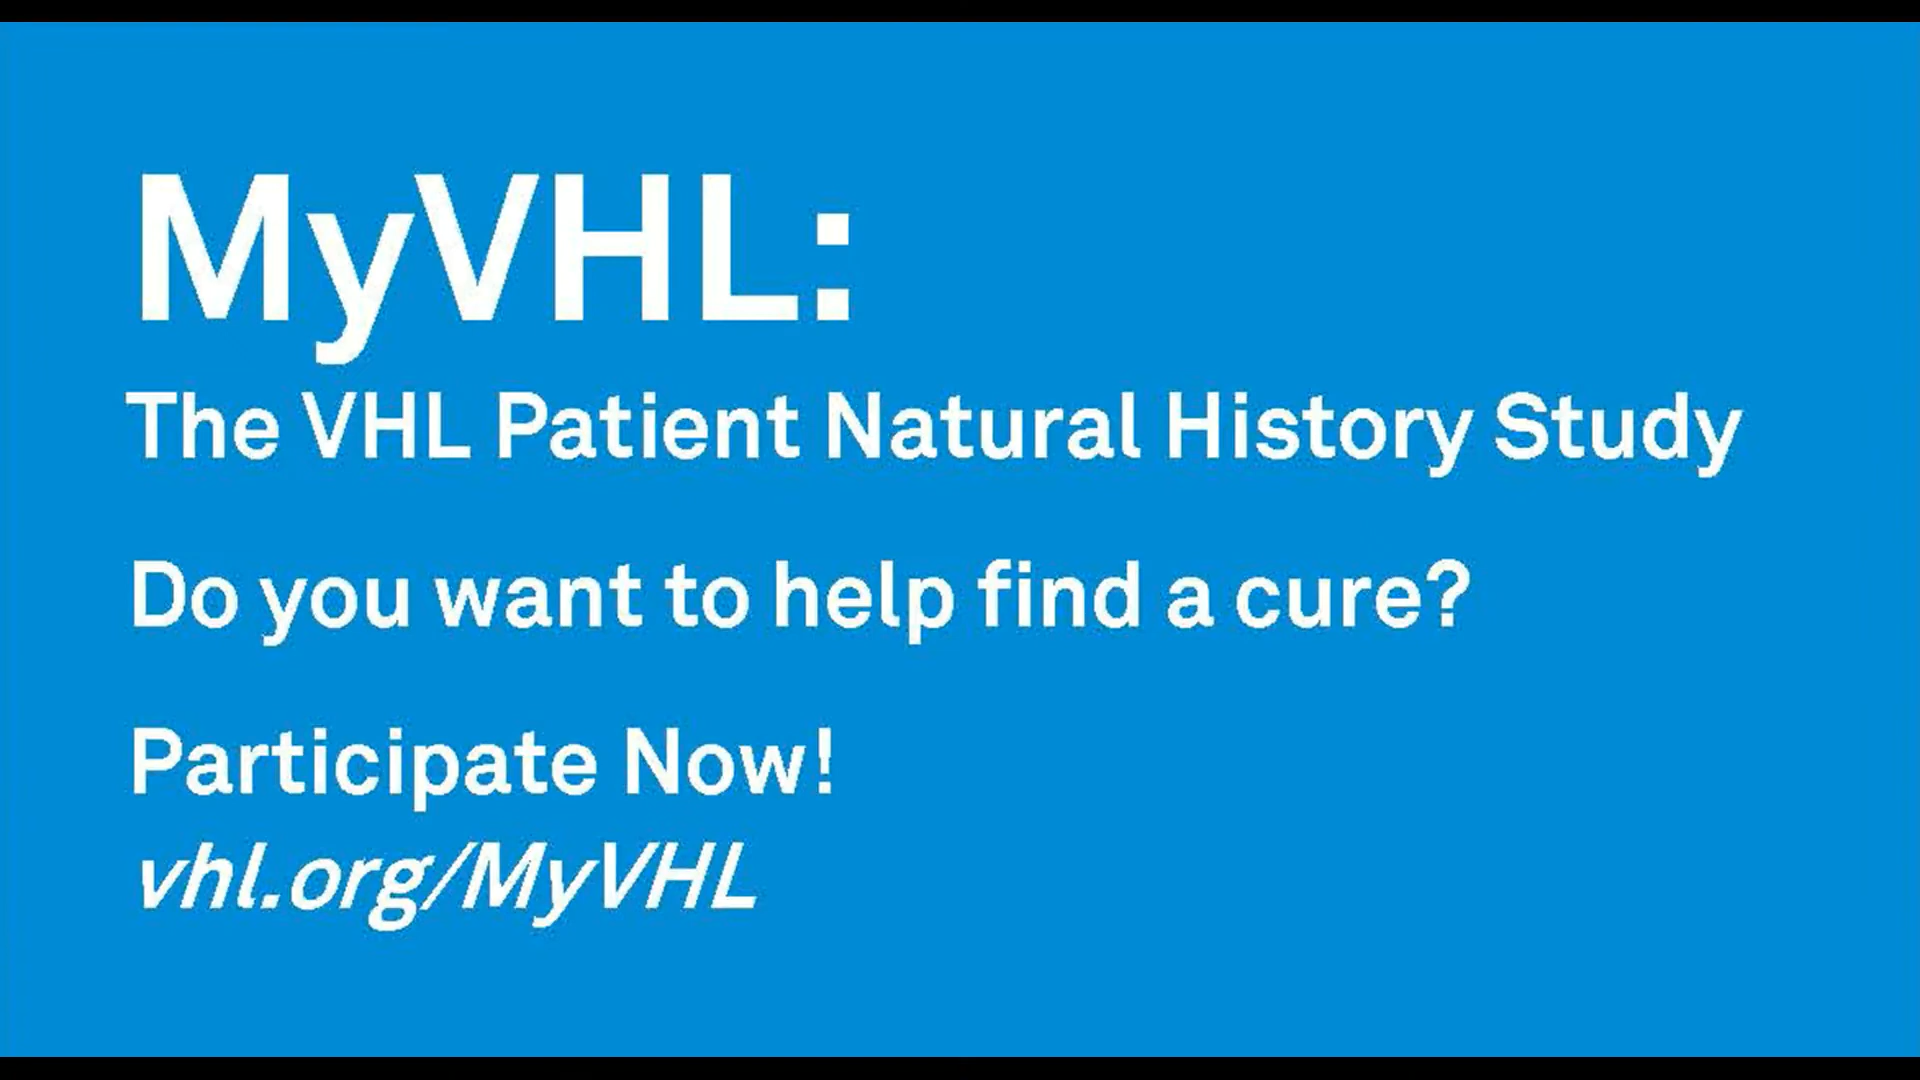 MyVHL:
The VHL Patient Natural History Study
Do you want to help find a cure?
Participate Now!
vhl.org/MyVHL